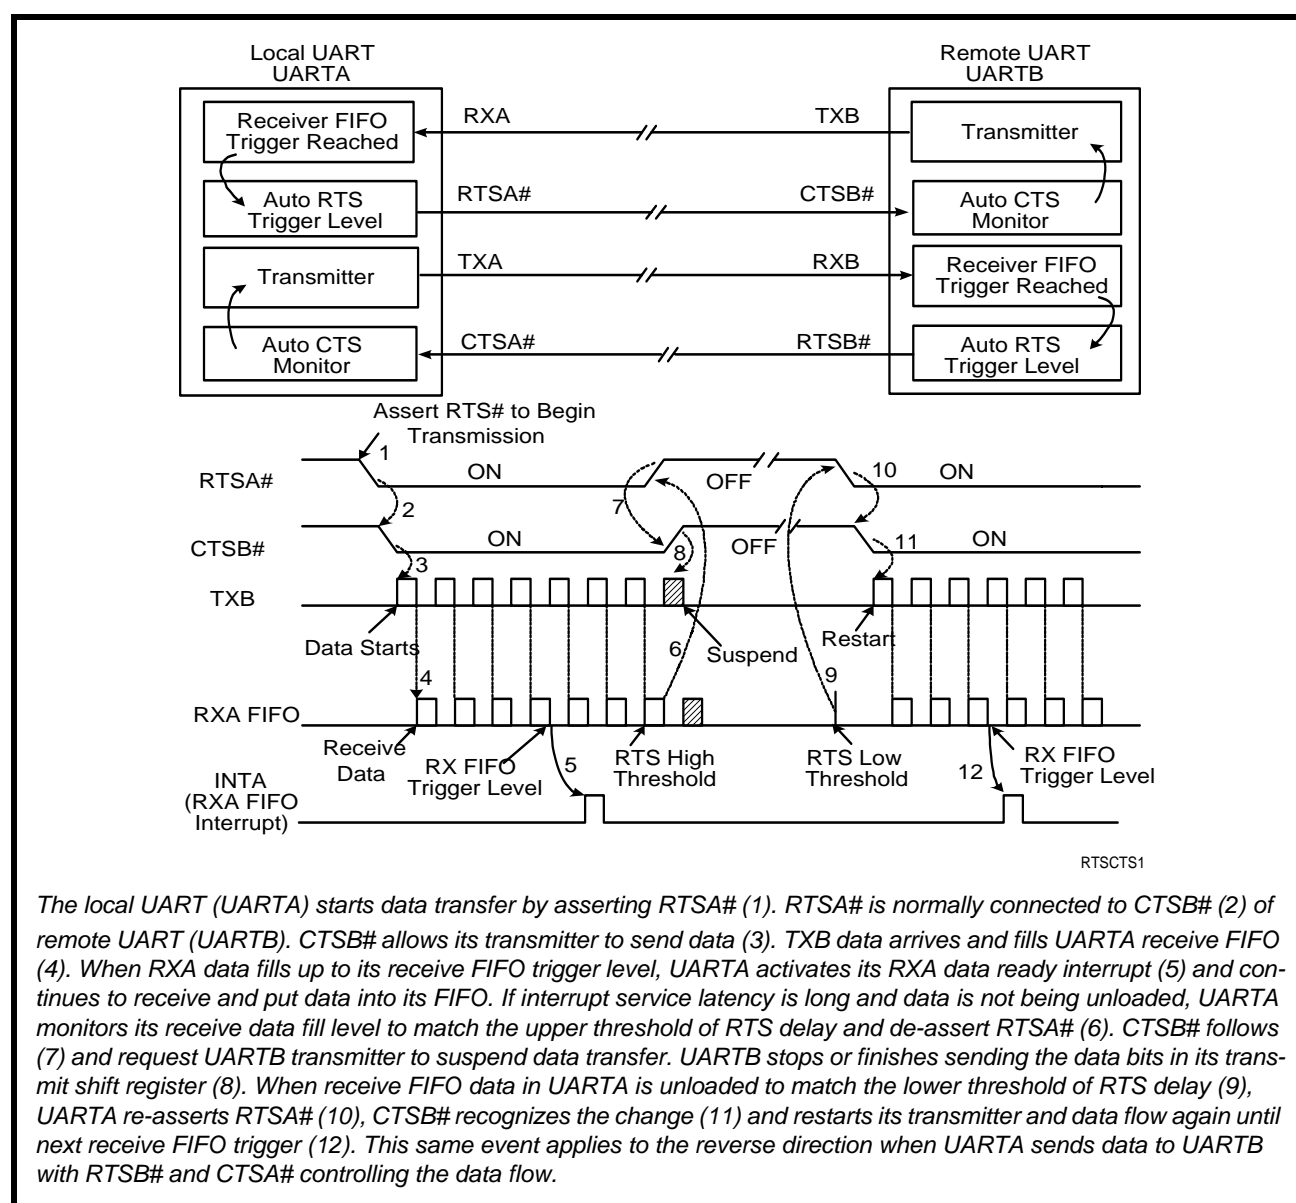 Local UART
UARTA
Remote UART
UARTB
Receiver FIFO
Trigger Reached
RXA
TXB
Transmitter
Auto RTS
Trigger Level
RTSA#
CTSB#
Auto CTS
Monitor
Transmitter
TXA
RXB
Receiver FIFO
Trigger Reached
Auto CTS
Monitor
CTSA#
RTSB#
Auto RTS
Trigger Level
Assert RTS# to Begin
Transmission
1
RTSA#
ON
OFF
10
ON
2
7
CTSB#
ON
8
OFF
11
ON
3
TXB
Data Starts
6
Suspend
Restart
4
9
RXA FIFO
Receive
Data
RX FIFO
Trigger Level
5
RTS High
Threshold
RTS Low
Threshold
12
RX FIFO
Trigger Level
INTA
(RXA FIFO
Interrupt)
RTSCTS1
The local UART (UARTA) starts data transfer by asserting RTSA# (1). RTSA# is normally connected to CTSB# (2) of
remote UART (UARTB). CTSB# allows its transmitter to send data (3). TXB data arrives and fills UARTA receive FIFO
(4). When RXA data fills up to its receive FIFO trigger level, UARTA activates its RXA data ready interrupt (5) and con-
tinues to receive and put data into its FIFO. If interrupt service latency is long and data is not being unloaded, UARTA
monitors its receive data fill level to match the upper threshold of RTS delay and de-assert RTSA# (6). CTSB# follows
(7) and request UARTB transmitter to suspend data transfer. UARTB stops or finishes sending the data bits in its trans-
mit shift register (8). When receive FIFO data in UARTA is unloaded to match the lower threshold of RTS delay (9),
UARTA re-asserts RTSA# (10), CTSB# recognizes the change (11) and restarts its transmitter and data flow again until
next receive FIFO trigger (12). This same event applies to the reverse direction when UARTA sends data to UARTB
with RTSB# and CTSA# controlling the data flow.